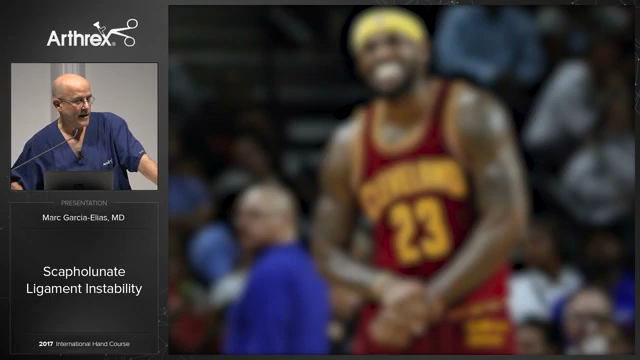 Arthrex®
PRESENTATION
Marc Garcia-Elias, MD
Scapholunate
Ligament Instability
2017 International Hand Course
CLEVELAND
23